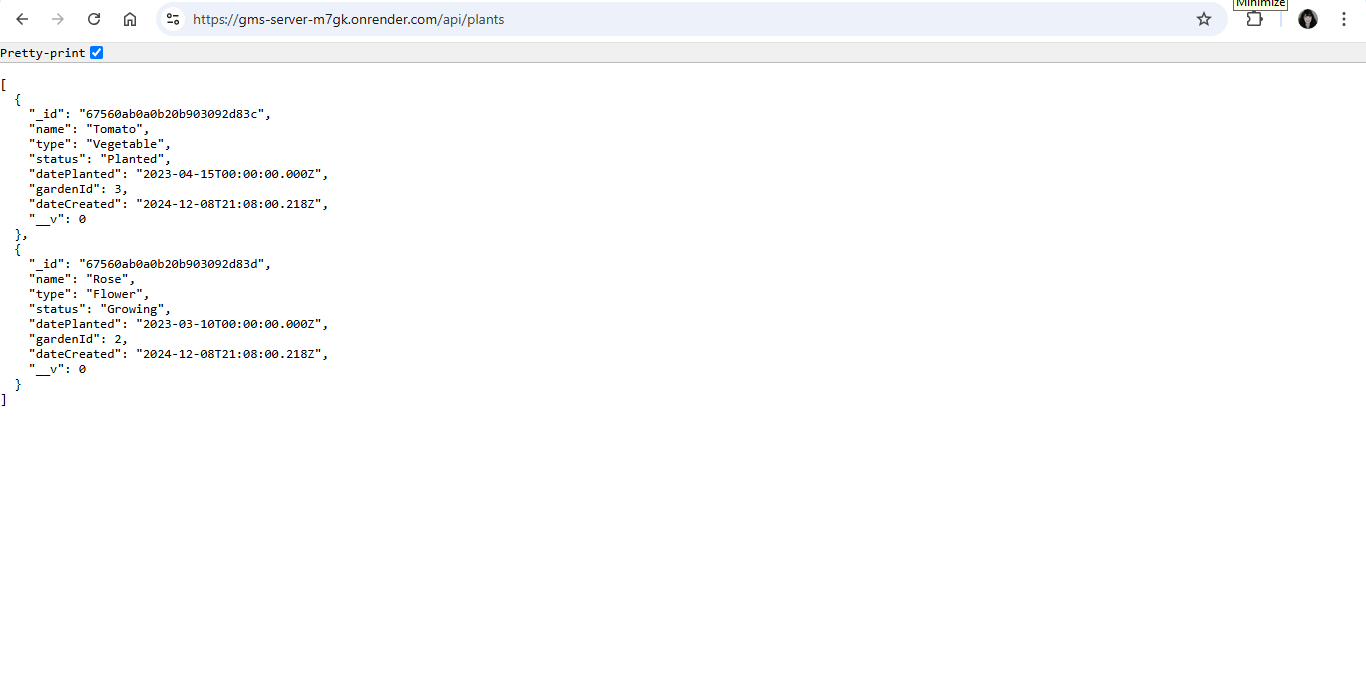 Minimize
https://gms-server-m7gk.onrender.com/api/plants
Pretty-print
[
  {
    "_id": "67560ab0a0b20b903092d83c",
    "name": "Tomato",
    "type": "Vegetable",
    "status": "Planted",
    "datePlanted": "2023-04-15T00:00:00.000Z",
    "gardenId": 3,
    "dateCreated": "2024-12-08T21:08:00.218Z",
    "__v": 0
  },
  {
    "_id": "67560ab0a0b20b903092d83d",
    "name": "Rose",
    "type": "Flower",
    "status": "Growing",
    "datePlanted": "2023-03-10T00:00:00.000Z",
    "gardenId": 2,
    "dateCreated": "2024-12-08T21:08:00.218Z",
    "__v": 0
  }
]